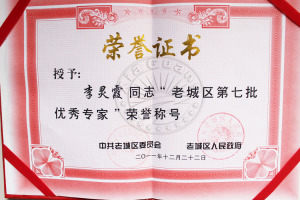 荣誉证书
授予:
李灵霞同志“老城区第七批
优秀专家”荣誉称号
中共老城区委员会 老城区人民政府
二〇一一年十二月二十二日